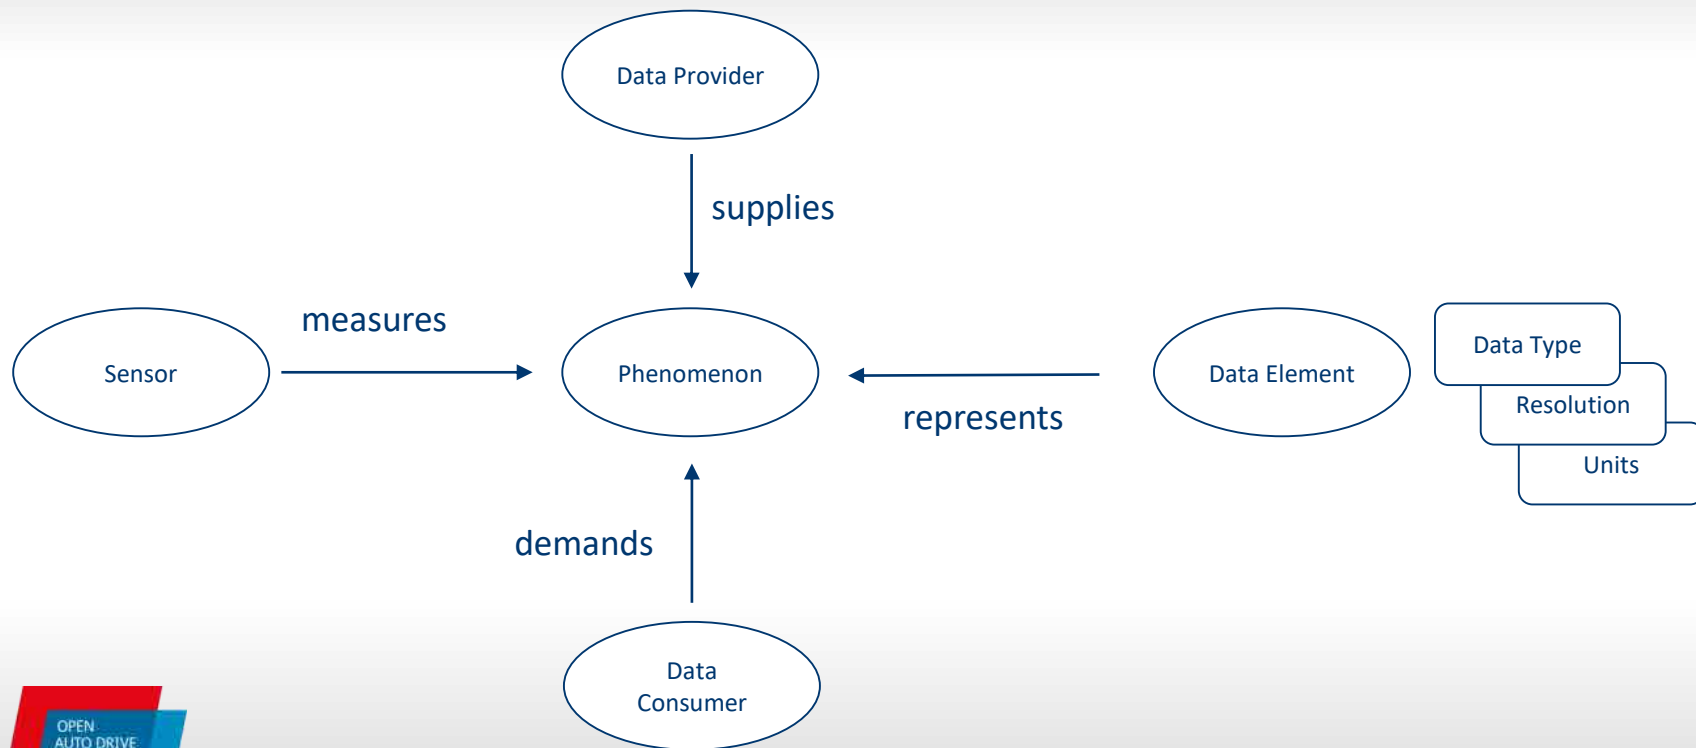 Data Provider
supplies
measures
Sensor
Phenomenon
represents
Data Element
Data Type
Resolution
Units
demands
Data
Consumer
OPEN
AUTO DRIVE